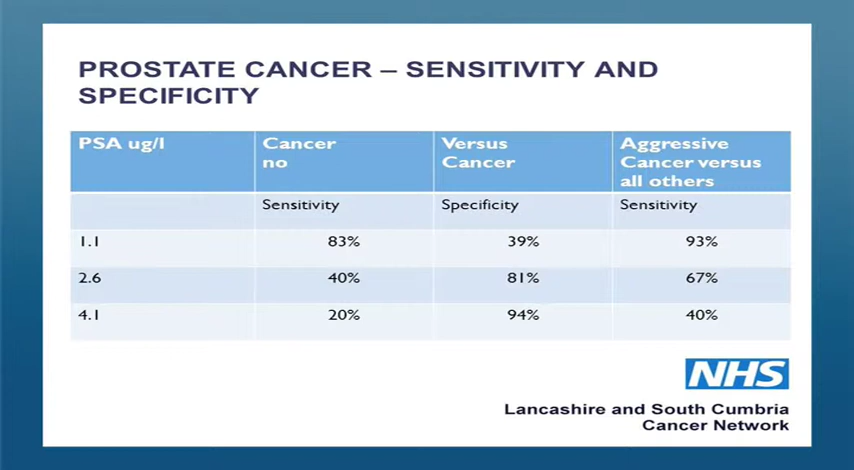 PROSTATE CANCER – SENSITIVITY AND
SPECIFICITY
PSA ug/l Cancer no Versus Cancer Aggressive Cancer versus all others
Sensitivity Specificity Sensitivity
1.1 83% 39% 93%
2.6 40% 81% 67%
4.1 20% 94% 40%
NHS
Lancashire and South Cumbria
Cancer Network